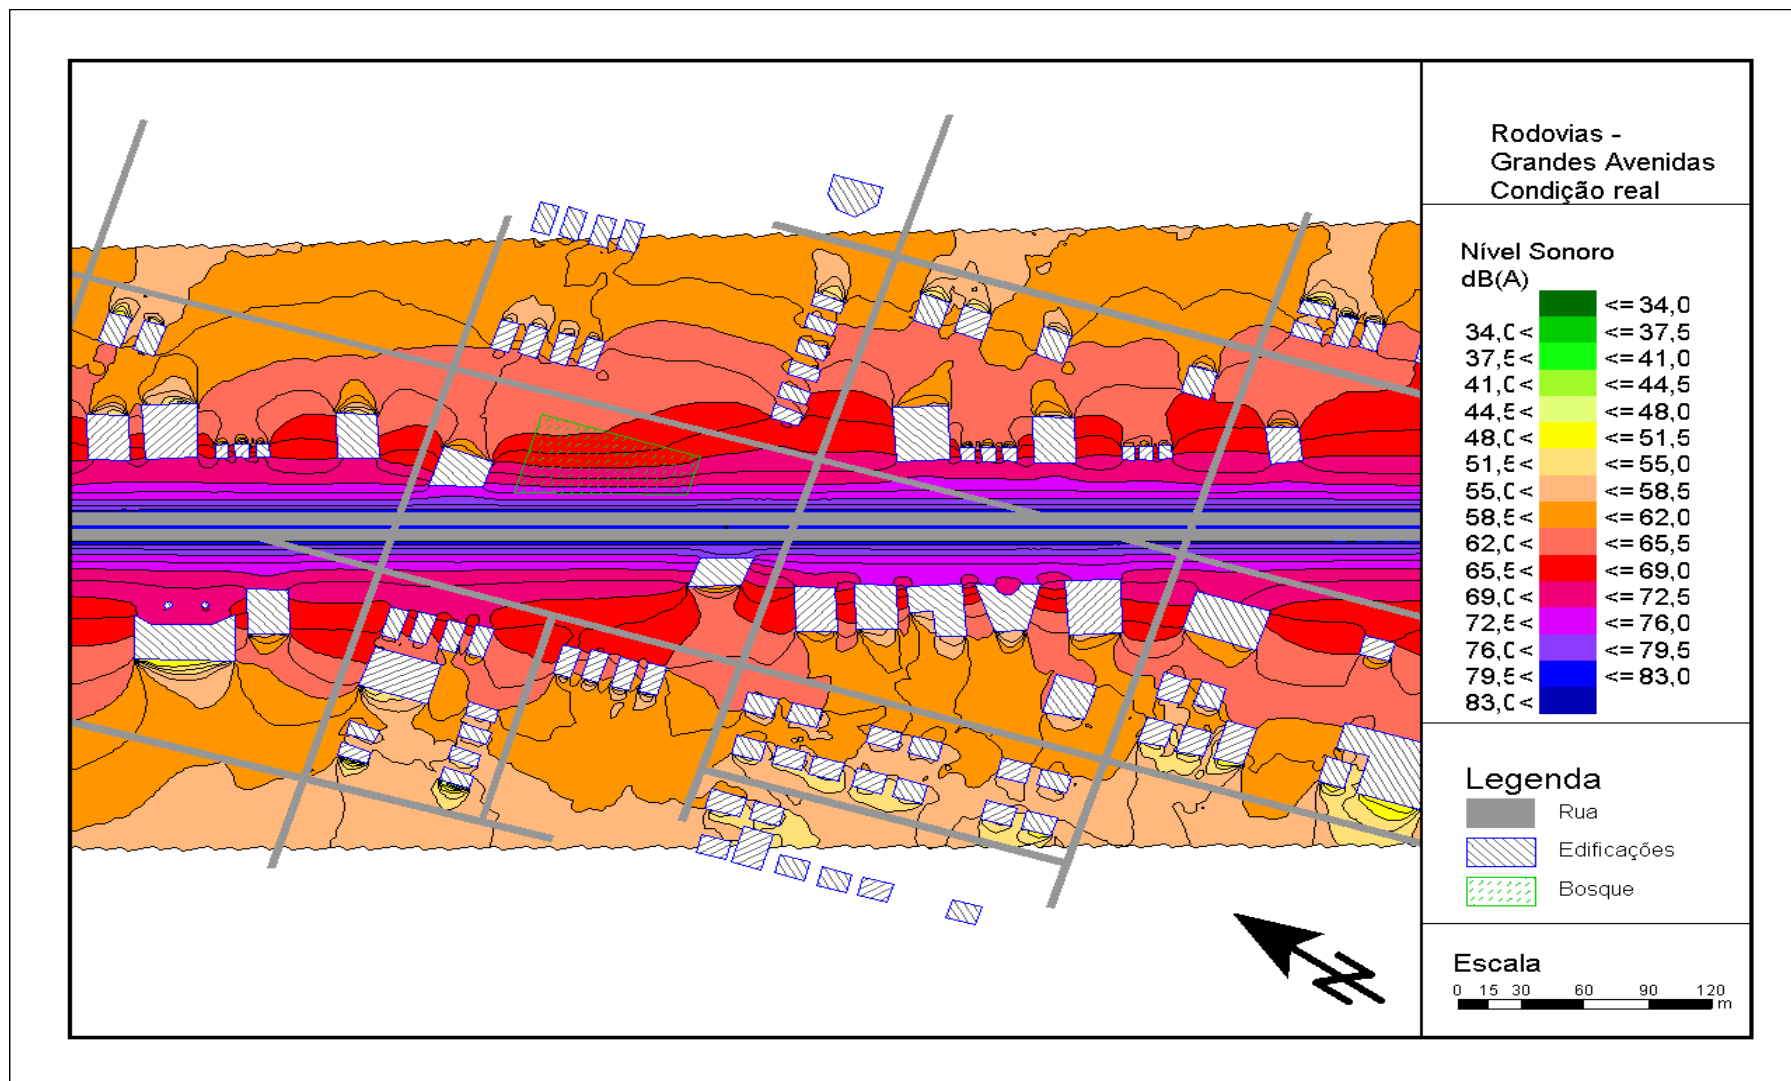 Rodovias -
Grandes Avenidas
Condição real
Nível Sonoro
dB(A)
<= 34,0
34,0 < <= 37,5
37,5 < <= 41,0
41,0 < <= 44,5
44,5 < <= 48,0
48,0 < <= 51,5
51,5 < <= 55,0
55,0 < <= 58,5
58,5 < <= 62,0
62,0 < <= 65,5
65,5 < <= 69,0
69,0 < <= 72,5
72,5 < <= 76,0
76,0 < <= 79,5
79,5 < <= 83,0
83,0 <
Legenda
Rua
Edificações
Bosque
N
Escala
0 15 30 60 90 120
m